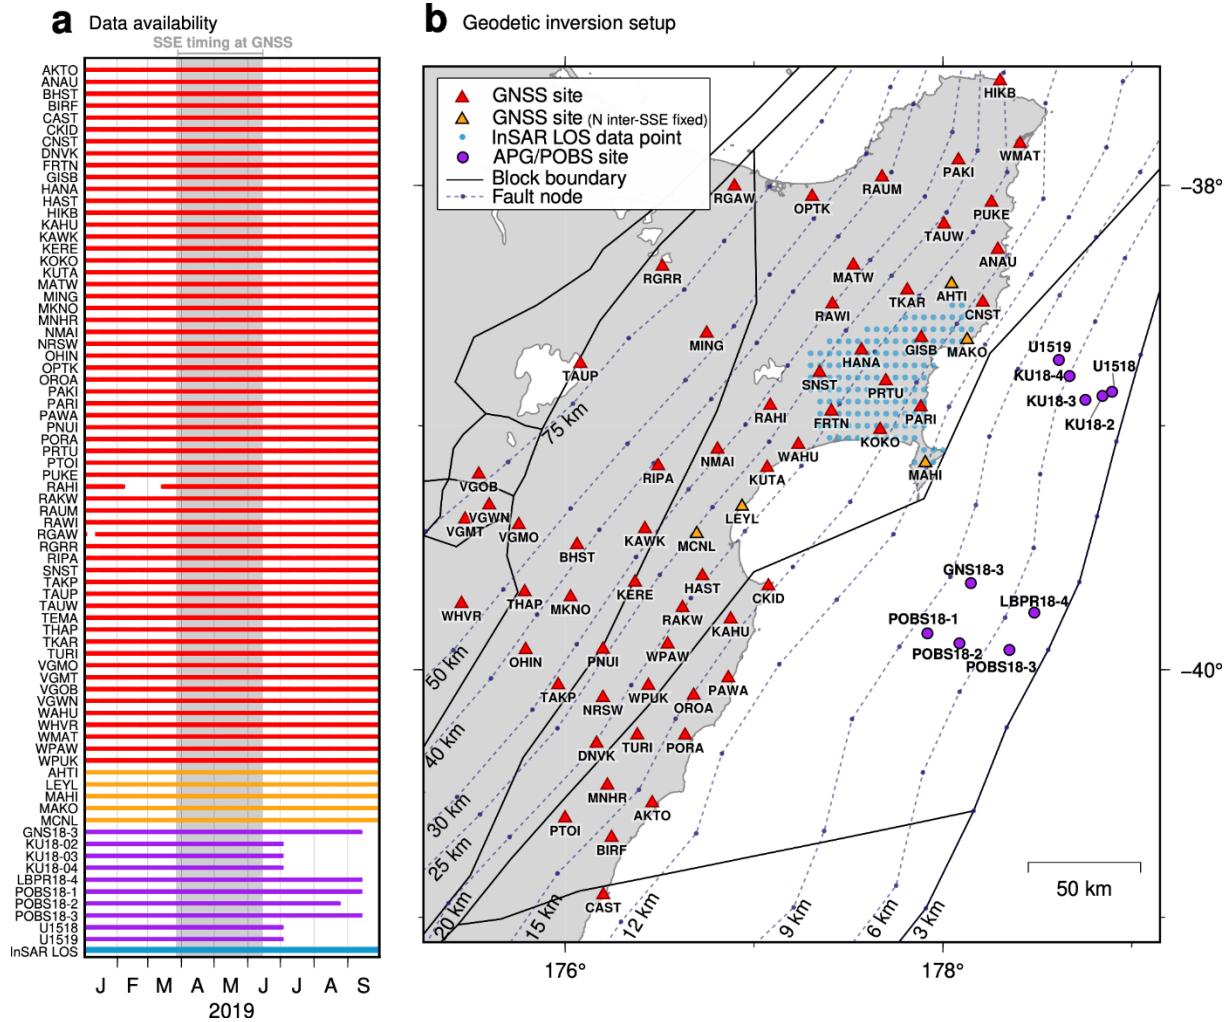 a Data availability
SSE timing at GNSS
AKTO
ANAU
BHST
BIRF
CAST
CKID
CNST
DNVK
FRTN
GISB
HANA
HAST
HIKB
KAHU
KAWK
KERE
KOKO
KUTA
MATW
MING
MKNO
MNHR
NMAI
NRSW
OHIN
OPTK
OROA
PAKI
PARI
PAWA
PNUI
PORA
PRTU
PTOI
PUKE
RAHI
RAKW
RAUM
RAWI
RGAW
RGRR
RIPA
SNST
TAKP
TAUP
TAUW
TEMA
THAP
TKAR
TURI
VGMO
VGMT
VGOB
VGWN
WAHU
WHVR
WMAT
WPAW
WPUK
AHTI
LEYL
MAHI
MAKO
MCNL
GNS18-3
KU18-02
KU18-03
KU18-04
LBPR18-4
POBS18-1
POBS18-2
POBS18-3
U1518
U1519
InSAR LOS
J F M A M J J A S
2019
b Geodetic inversion setup
GNSS site
GNSS site (N inter-SSE fixed)
InSAR LOS data point
APG/POBS site
Block boundary
Fault node
HIKB
WMAT
PAKI
RAUM
RGAW
OPTK
PUKE
TAUW
ANAU
RGRR
MATW
AHTI
TKAR
CNST
RAWI
MING
GISB
MAKO
HANA
TAUP
SNST
PRTU
U1519
KU18-4
U1518
KU18-3
KU18-2
RAHI
FRTN
PARI
KOKO
75 km
NMAI
WAHU
RIPA
KUTA
MAHI
VGOB
VGWN
VGMT
VGMO
LEYL
KAWK
MCNL
BHST
GNS18-3
HAST
CKID
THAP
KERE
WHVR
MKNO
RAKW
KAHU
LBPR18-4
POBS18-1
POBS18-2
POBS18-3
OHIN
PNUI
WPAW
50 km
TAKP
WPUK
PAWA
NRSW
OROA
DNVK
TURI
PORA
40 km
MNHR
AKTO
30 km
PTOI
BIRF
25 km
CAST
20 km
15 km
12 km
9 km
6 km
3 km
50 km
−38°
−40°
176°
178°